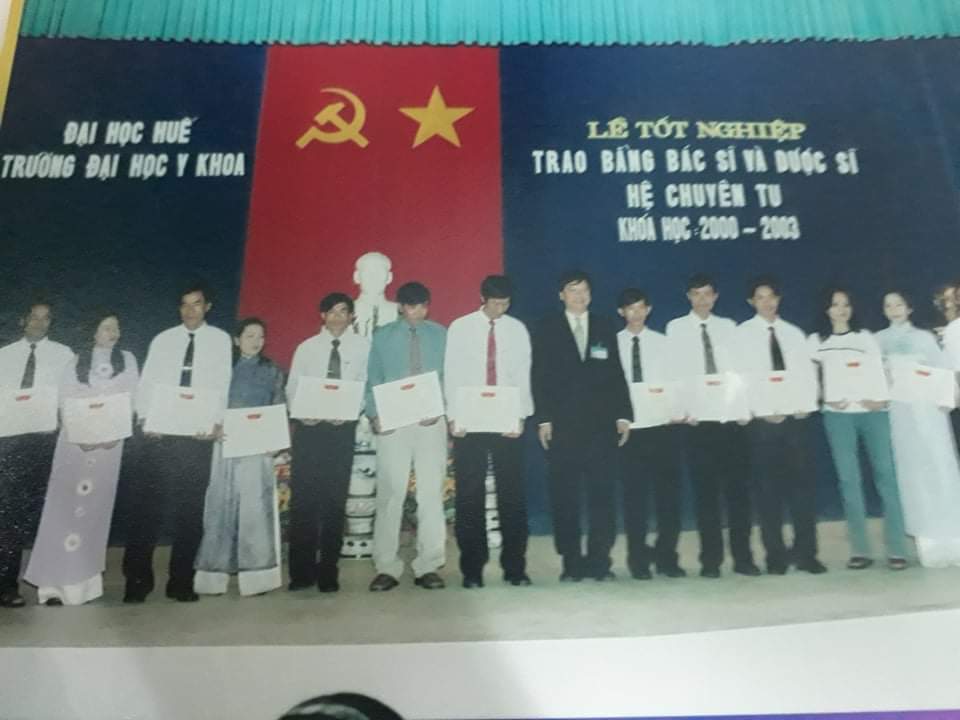 ĐẠI HỌC HUẾ
TRƯỜNG ĐẠI HỌC Y KHOA
LỄ TỐT NGHIỆP
TRAO BẰNG BÁC SĨ VÀ DƯỢC SĨ
HỆ CHUYÊN TU
KHÓA HỌC: 2000 - 2003